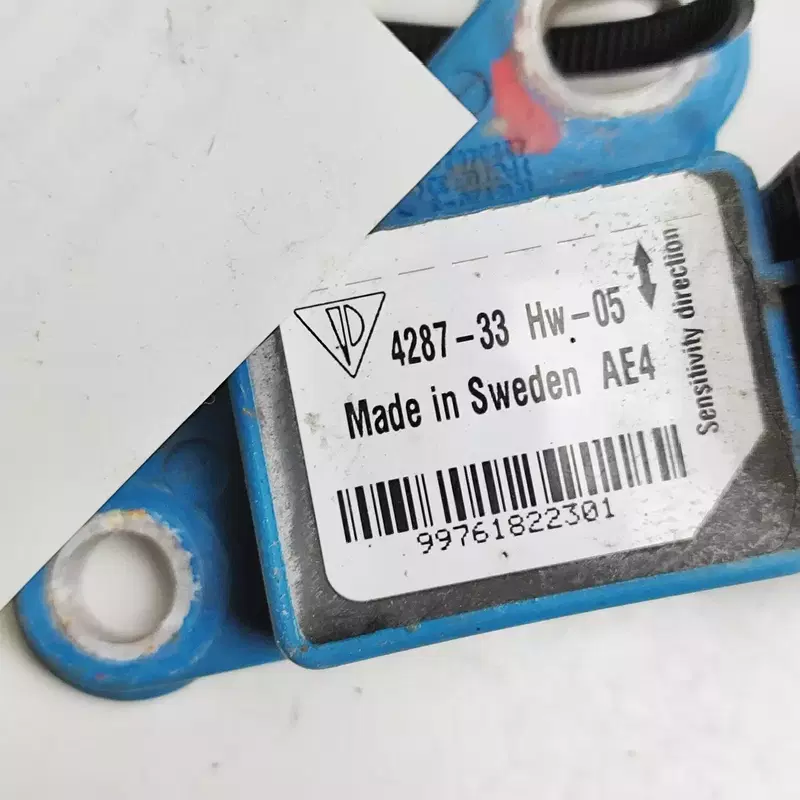 4287-33 Hw.-05
Made in Sweden AE4
Sensitivity direction
99761822301